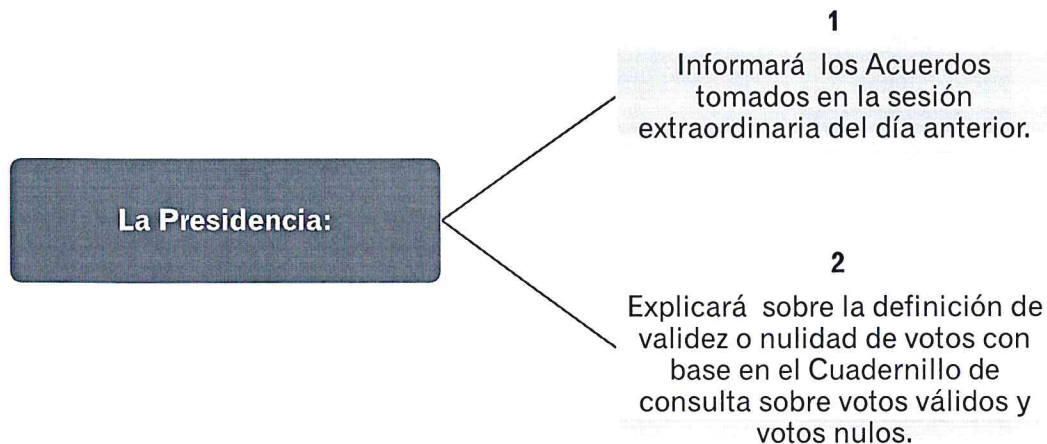 La Presidencia:
1
Informará los Acuerdos
tomados en la sesión
extraordinaria del día anterior.
2
Explicará sobre la definición de
validez o nulidad de votos con
base en el Cuadernillo de
consulta sobre votos válidos y
votos nulos.